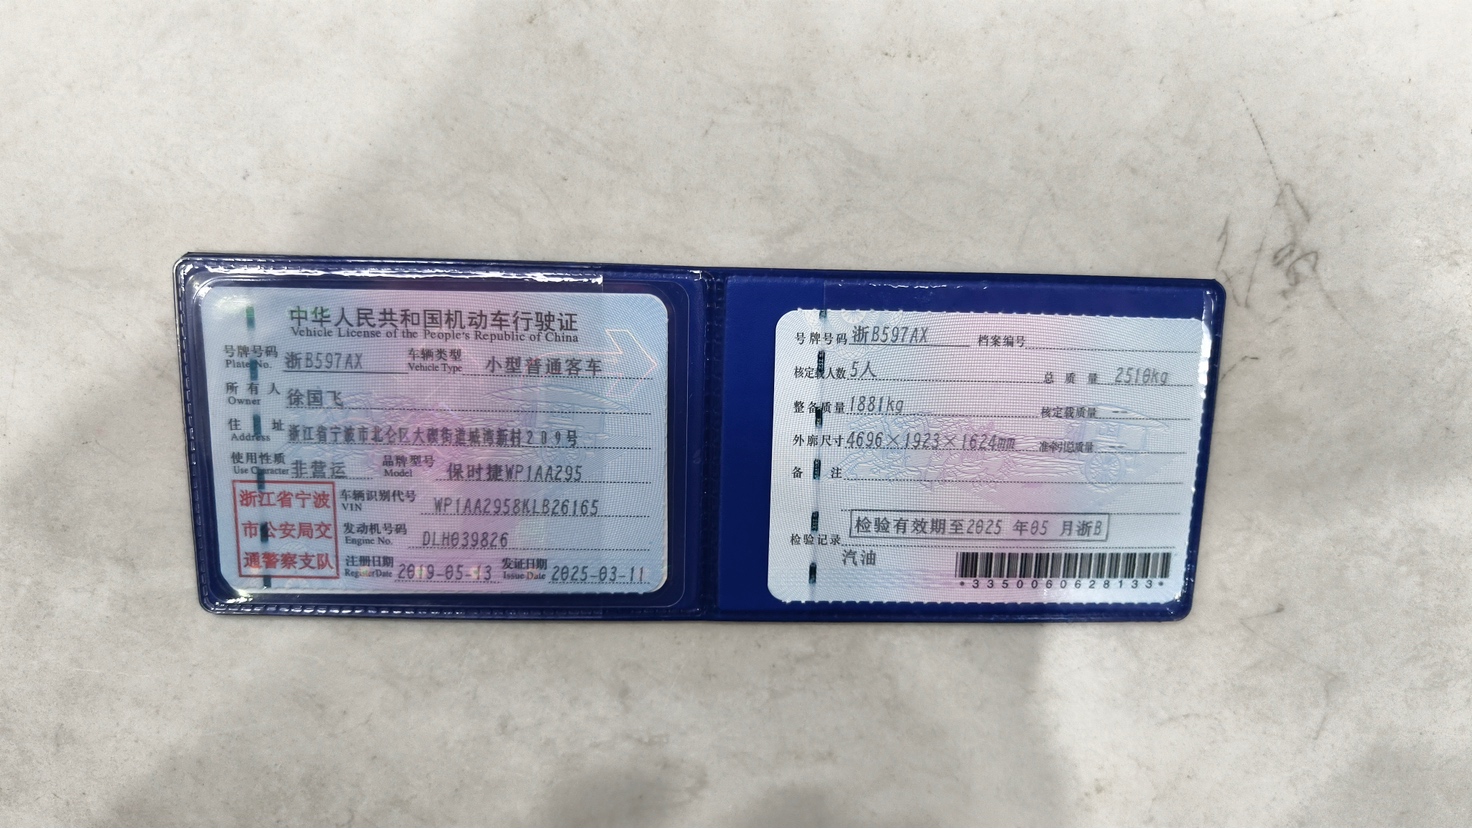 中华人民共和国机动车行驶证
Vehicle License of the People's Republic of China
号牌号码 浙B597AX 车辆类型 小型普通客车
Plate No. Vehicle Type
所有人 徐国飞
Owner
住址 浙江省宁波市北仑区大碶街道城湾新村209号
Address
使用性质 非营运 品牌型号 保时捷WP1AA295
Use Character Model
浙江省宁波
市公安局交
通警察支队
车辆识别代号 WP1AA2958KLB26165
VIN
发动机号码 DLH039826
Engine No.
注册日期 2019-05-13 发证日期 2025-03-11
Register Date Issue Date
号牌号码 浙B597AX 档案编号
核定载人数 5人 总质量 2510kg
整备质量 1881kg 核定载质量 --
外廓尺寸 4696×1923×1624mm 准牵引总质量 --
备注
检验有效期至2025 年05 月浙B
检验记录
汽油
*3350060628133*